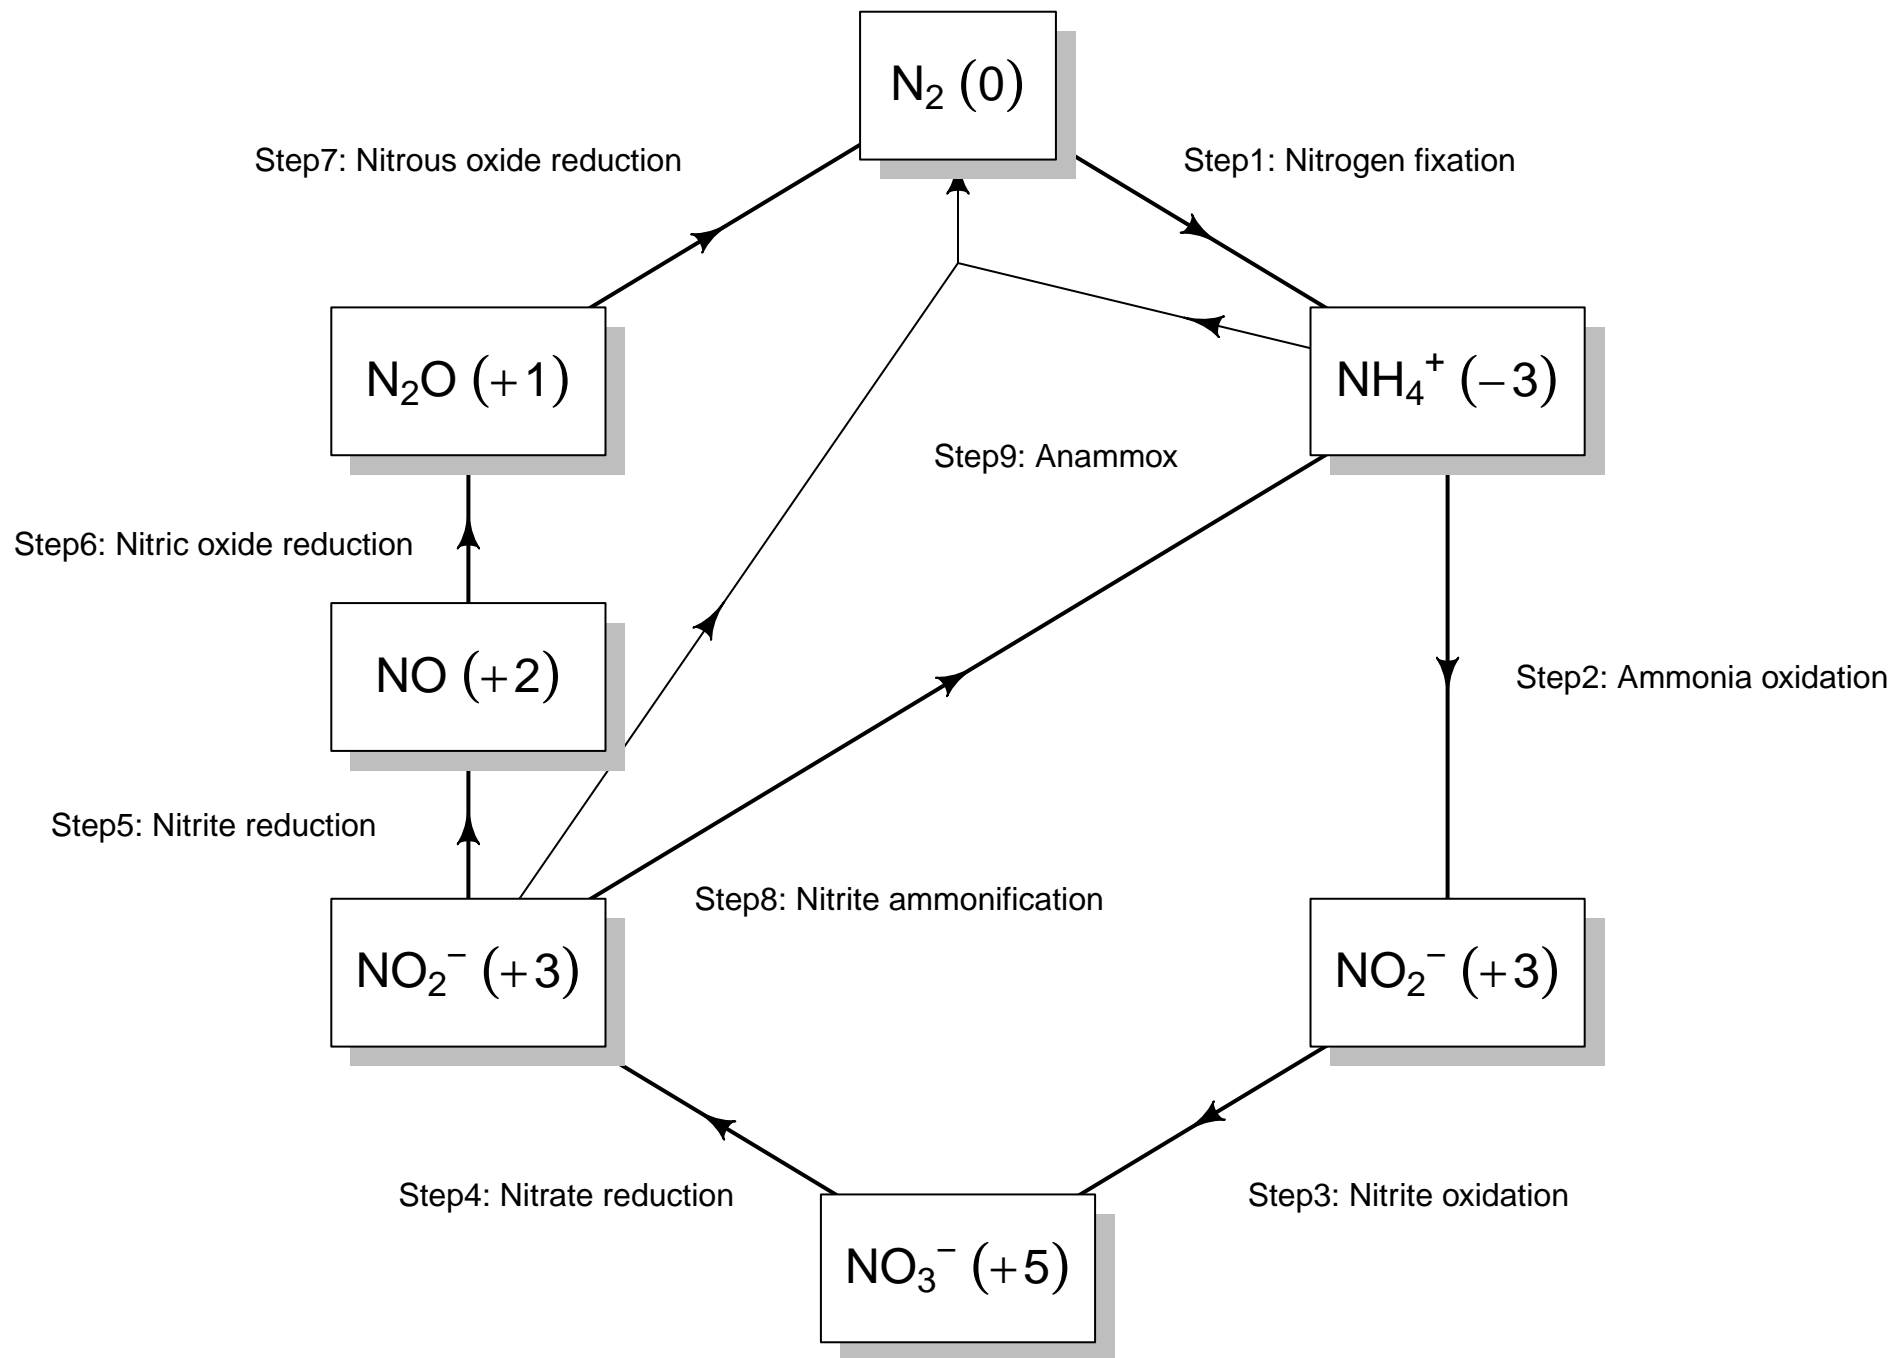 N₂ (0)
Step7: Nitrous oxide reduction
Step1: Nitrogen fixation
N₂O (+1)
NH₄⁺ (−3)
Step9: Anammox
Step6: Nitric oxide reduction
NO (+2)
Step2: Ammonia oxidation
Step5: Nitrite reduction
Step8: Nitrite ammonification
NO₂⁻ (+3)
NO₂⁻ (+3)
Step4: Nitrate reduction
Step3: Nitrite oxidation
NO₃⁻ (+5)